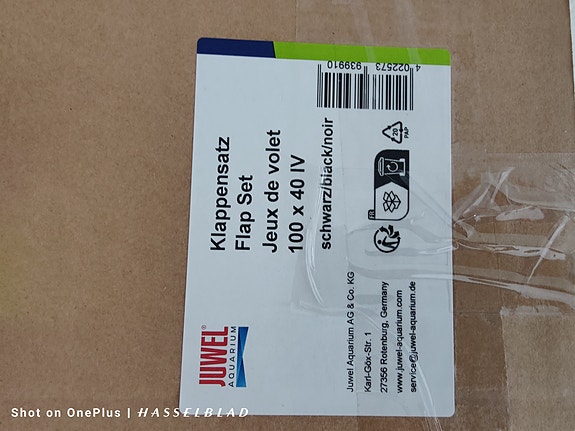 Klappensatz
Flap Set
Jeux de volet
100 x 40 IV
schwarz/black/noir
4 022573 939910
20
PAP
FR
JUWEL®
AQUARIUM
Juwel Aquarium AG & Co. KG
Karl-Göx-Str. 1
27356 Rotenburg, Germany
www.juwel-aquarium.com
service@juwel-aquarium.de
Shot on OnePlus | HASSELBLAD